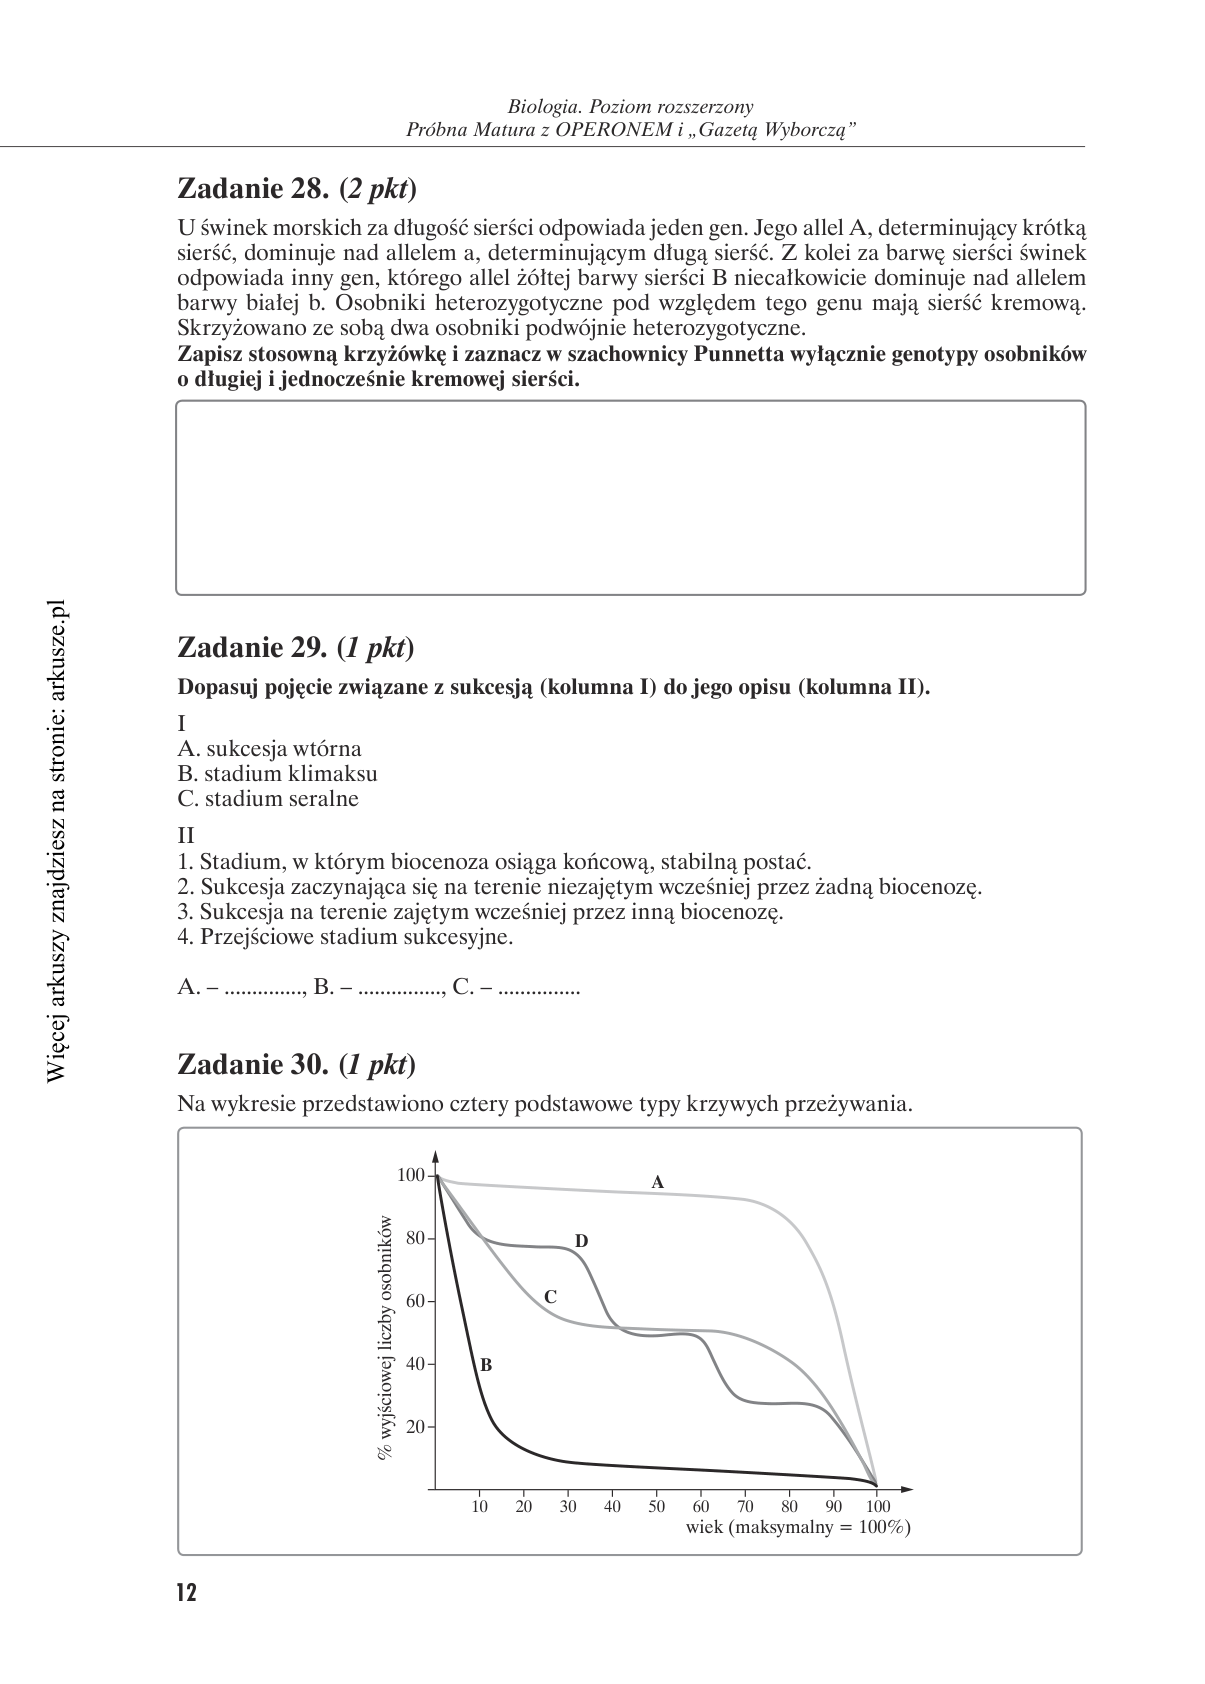 Biologia. Poziom rozszerzony
Próbna Matura z OPERONEM i „Gazetą Wyborczą”
Zadanie 28. (2 pkt)
U świnek morskich za długość sierści odpowiada jeden gen. Jego allel A, determinujący krótką
sierść, dominuje nad allelem a, determinującym długą sierść. Z kolei za barwę sierści świnek
odpowiada inny gen, którego allel żółtej barwy sierści B niecałkowicie dominuje nad allelem
barwy białej b. Osobniki heterozygotyczne pod względem tego genu mają sierść kremową.
Skrzyżowano ze sobą dwa osobniki podwójnie heterozygotyczne.
Zapisz stosowną krzyżówkę i zaznacz w szachownicy Punnetta wyłącznie genotypy osobników
o długiej i jednocześnie kremowej sierści.
Zadanie 29. (1 pkt)
Dopasuj pojęcie związane z sukcesją (kolumna I) do jego opisu (kolumna II).
I
A. sukcesja wtórna
B. stadium klimaksu
C. stadium seralne
II
1. Stadium, w którym biocenoza osiąga końcową, stabilną postać.
2. Sukcesja zaczynająca się na terenie niezajętym wcześniej przez żadną biocenozę.
3. Sukcesja na terenie zajętym wcześniej przez inną biocenozę.
4. Przejściowe stadium sukcesyjne.
A. – .............., B. – ..............., C. – ...............
Zadanie 30. (1 pkt)
Na wykresie przedstawiono cztery podstawowe typy krzywych przeżywania.
% wyjściowej liczby osobników
100
80
60
40
20
A
D
C
B
10 20 30 40 50 60 70 80 90 100
wiek (maksymalny = 100%)
12
Więcej arkuszy znajdziesz na stronie: arkusze.pl